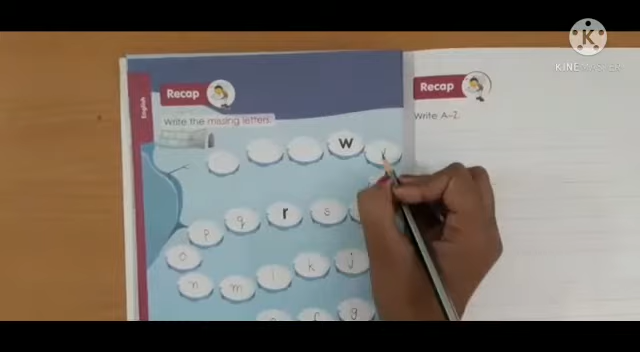 KINEMASTER
Recap
Recap
English
Write the missing letters.
Write A-Z.
w
p q r s
o
n m l k j
f g